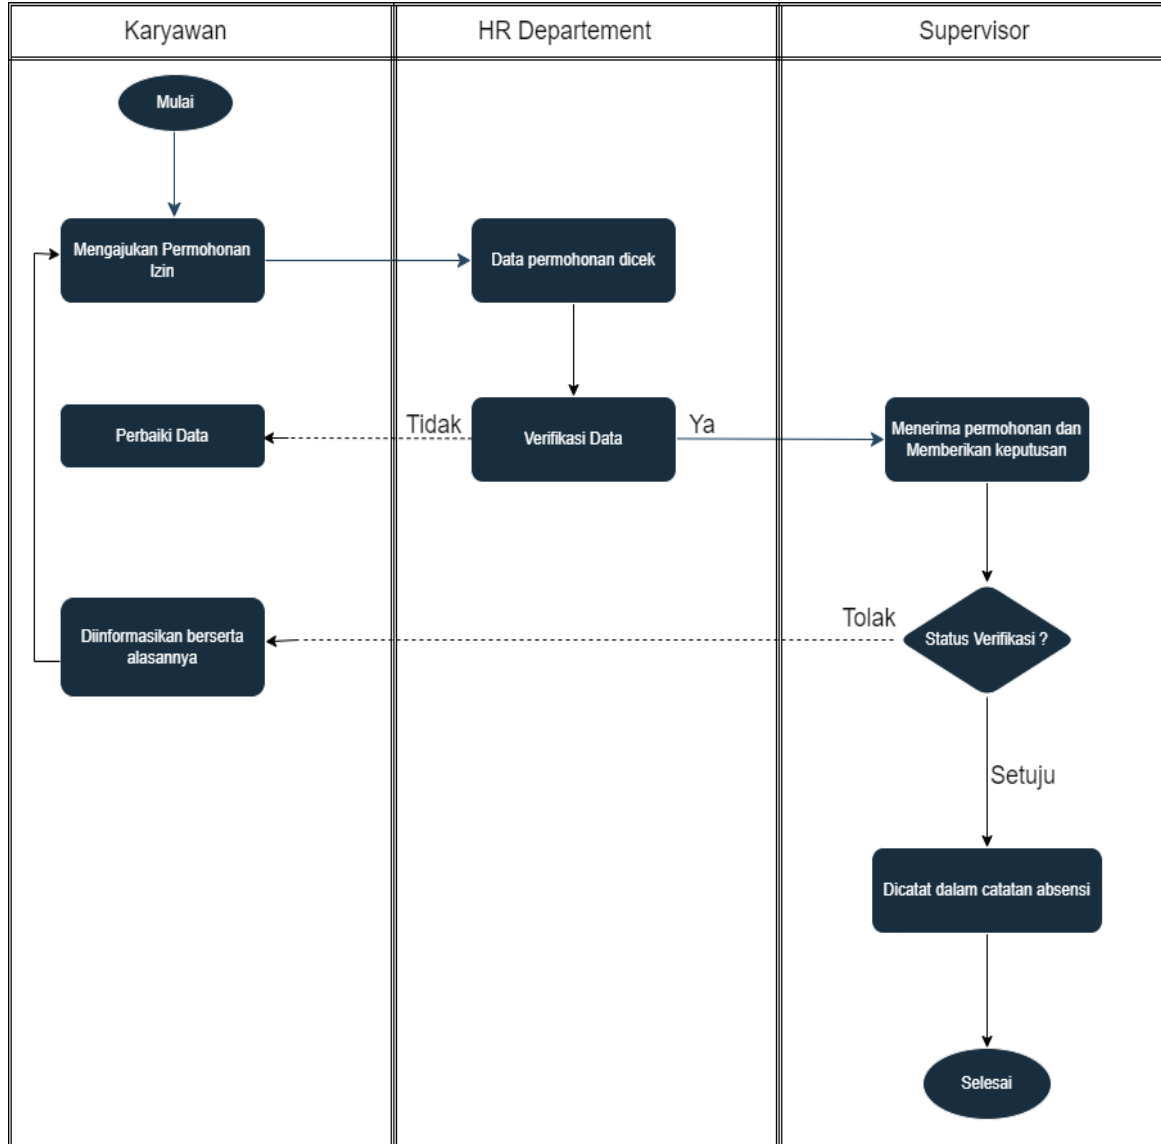 Karyawan
HR Departement
Supervisor
Mulai
Mengajukan Permohonan
Izin
Data permohonan dicek
Perbaiki Data
Tidak
Verifikasi Data
Ya
Menerima permohonan dan
Memberikan keputusan
Diinformasikan berserta
alasannya
Tolak
Status Verifikasi ?
Setuju
Dicatat dalam catatan absensi
Selesai